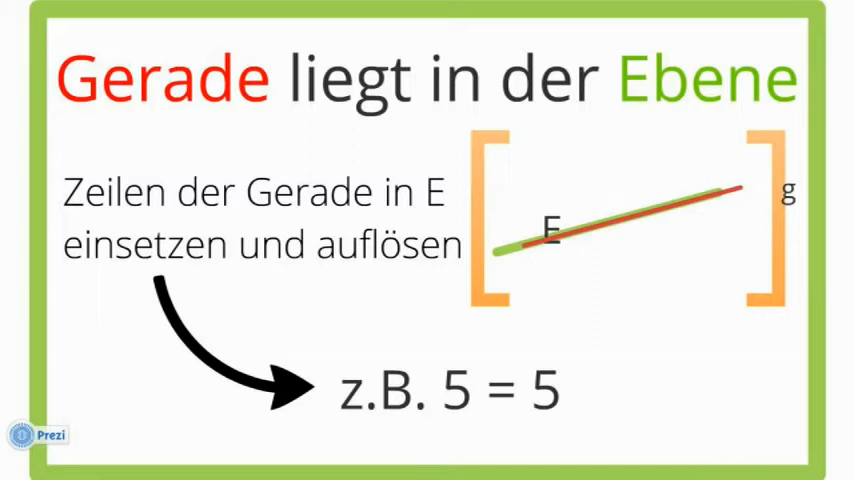 Gerade liegt in der Ebene
Zeilen der Gerade in E
einsetzen und auflösen
E
g
z.B. 5 = 5
Prezi